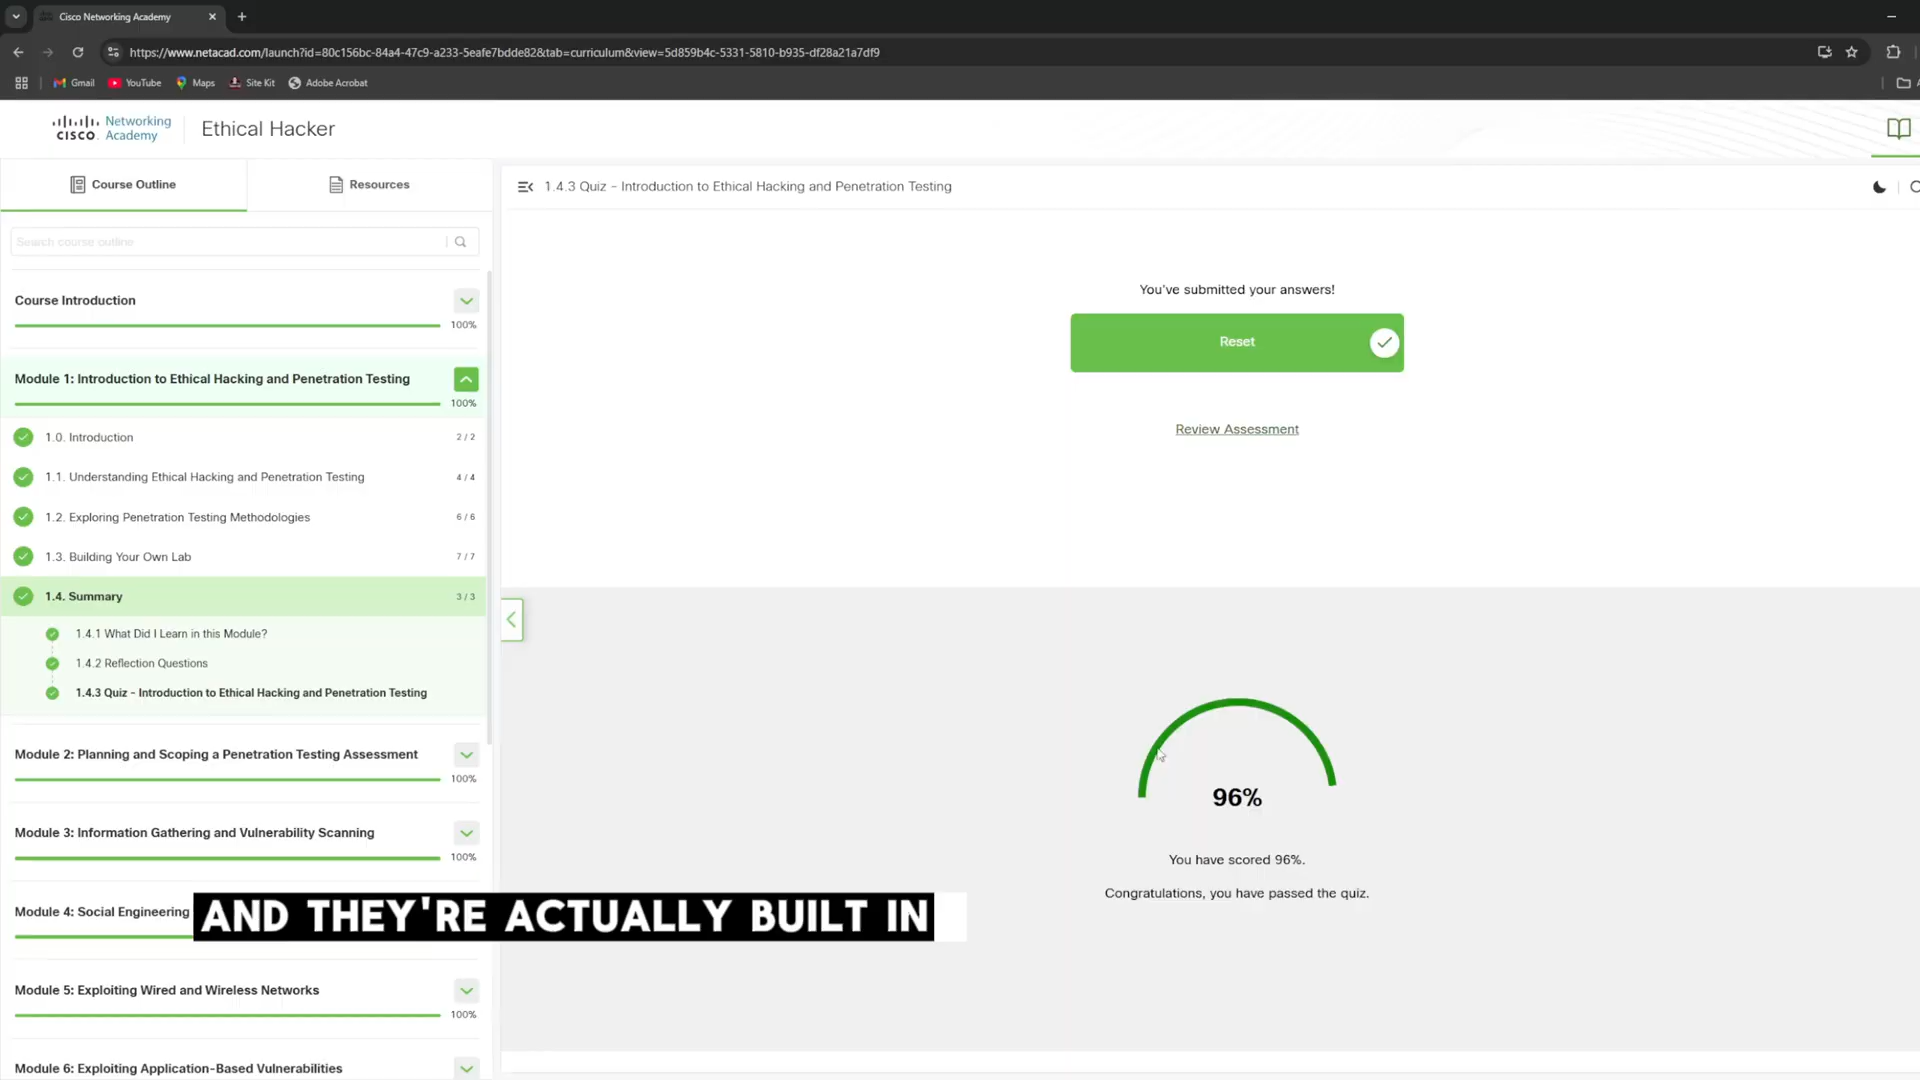 Cisco Networking Academy
https://www.netacad.com/launch?id=80c156bc-84a4-47c9-a233-5eafe7bdde82&tab=curriculum&view=5d859b4c-5331-5810-b935-df28a21a7df9
Gmail
YouTube
Maps
Site Kit
Adobe Acrobat
CISCO Networking Academy
Ethical Hacker
Course Outline
Resources
1.4.3 Quiz - Introduction to Ethical Hacking and Penetration Testing
Search course outline
Course Introduction
100%
Module 1: Introduction to Ethical Hacking and Penetration Testing
100%
1.0. Introduction 2 / 2
1.1. Understanding Ethical Hacking and Penetration Testing 4 / 4
1.2. Exploring Penetration Testing Methodologies 6 / 6
1.3. Building Your Own Lab 7 / 7
1.4. Summary 3 / 3
1.4.1 What Did I Learn in this Module?
1.4.2 Reflection Questions
1.4.3 Quiz - Introduction to Ethical Hacking and Penetration Testing
Module 2: Planning and Scoping a Penetration Testing Assessment
100%
Module 3: Information Gathering and Vulnerability Scanning
100%
Module 4: Social Engineering
Module 5: Exploiting Wired and Wireless Networks
100%
Module 6: Exploiting Application-Based Vulnerabilities
You've submitted your answers!
Reset
Review Assessment
96%
You have scored 96%.
Congratulations, you have passed the quiz.
AND THEY'RE ACTUALLY BUILT IN